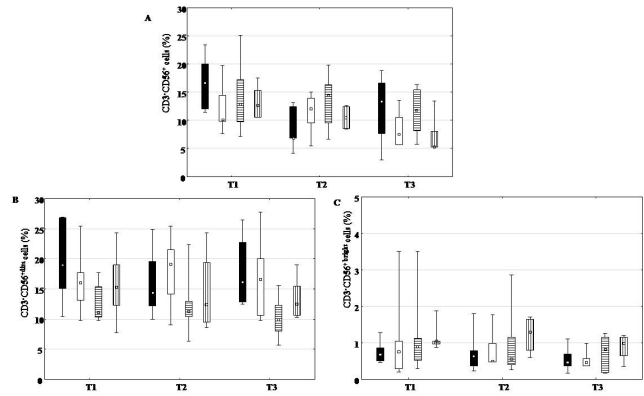 A
30
25
20
15
10
5
0
CD3-CD56+ cells (%)
T1 T2 T3
B
30
25
20
15
10
5
0
CD3-CD56+dim cells (%)
T1 T2 T3
C
5
4
3
2
1
0
CD3-CD56+bright cells (%)
T1 T2 T3